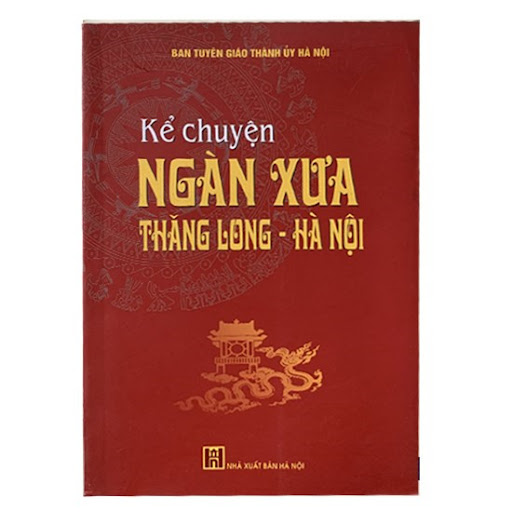 BAN TUYÊN GIÁO THÀNH ỦY HÀ NỘI
Kể chuyện
NGÀN XƯA
THĂNG LONG - HÀ NỘI
NHÀ XUẤT BẢN HÀ NỘI